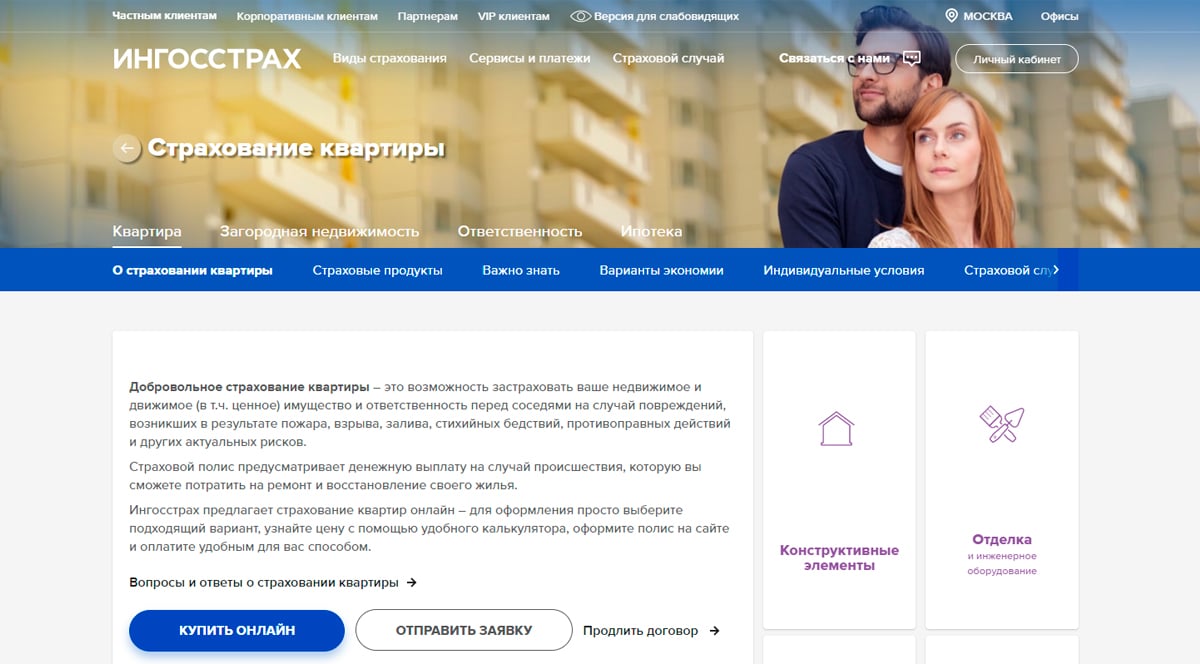 Частным клиентам Корпоративным клиентам Партнерам VIP клиентам Версия для слабовидящих МОСКВА Офисы
ИНГОССТРАХ Виды страхования Сервисы и платежи Страховой случай Связаться с нами Личный кабинет
Страхование квартиры
Квартира Загородная недвижимость Ответственность Ипотека
О страховании квартиры Страховые продукты Важно знать Варианты экономии Индивидуальные условия Страховой слу
Добровольное страхование квартиры – это возможность застраховать ваше недвижимое и
движимое (в т.ч. ценное) имущество и ответственность перед соседями на случай повреждений,
возникших в результате пожара, взрыва, залива, стихийных бедствий, противоправных действий
и других актуальных рисков.
Страховой полис предусматривает денежную выплату на случай происшествия, которую вы
сможете потратить на ремонт и восстановление своего жилья.
Ингосстрах предлагает страхование квартир онлайн – для оформления просто выберите
подходящий вариант, узнайте цену с помощью удобного калькулятора, оформите полис на сайте
и оплатите удобным для вас способом.
Вопросы и ответы о страховании квартиры →
КУПИТЬ ОНЛАЙН ОТПРАВИТЬ ЗАЯВКУ Продлить договор →
Конструктивные
элементы
Отделка
и инженерное
оборудование